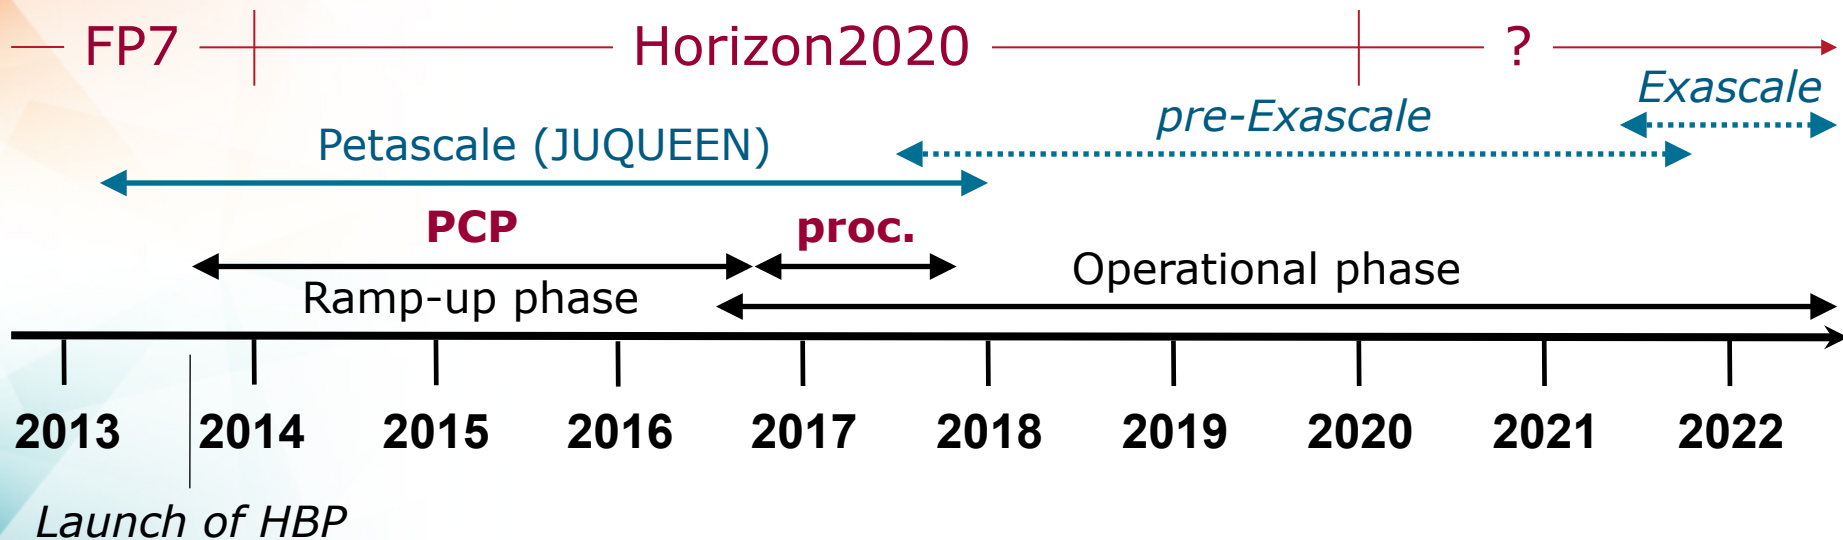 FP7 Horizon2020 ?
Exascale
pre-Exascale
Petascale (JUQUEEN)
PCP proc.
Operational phase
Ramp-up phase
2013 2014 2015 2016 2017 2018 2019 2020 2021 2022
Launch of HBP